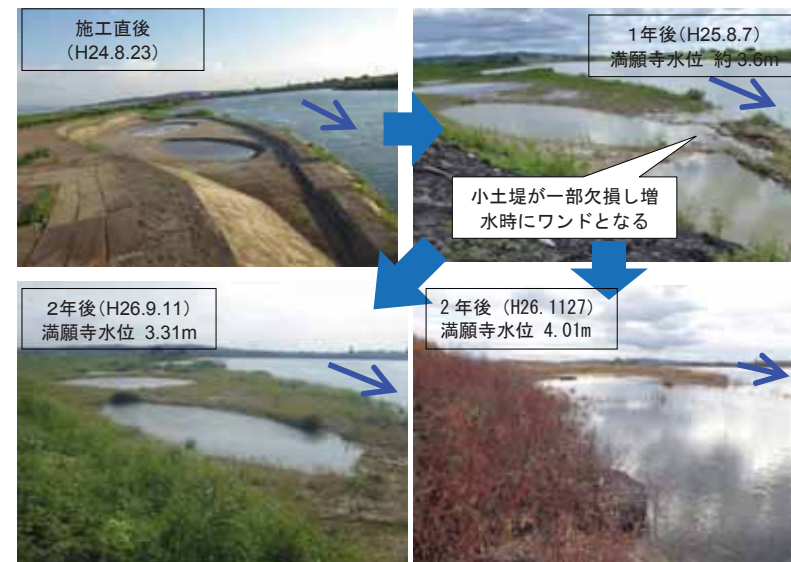 施工直後
(H24.8.23)
1年後(H25.8.7)
満願寺水位 約3.6m
小土堤が一部欠損し増
水時にワンドとなる
2年後(H26.9.11)
満願寺水位 3.31m
2年後 (H26.1127)
満願寺水位 4.01m